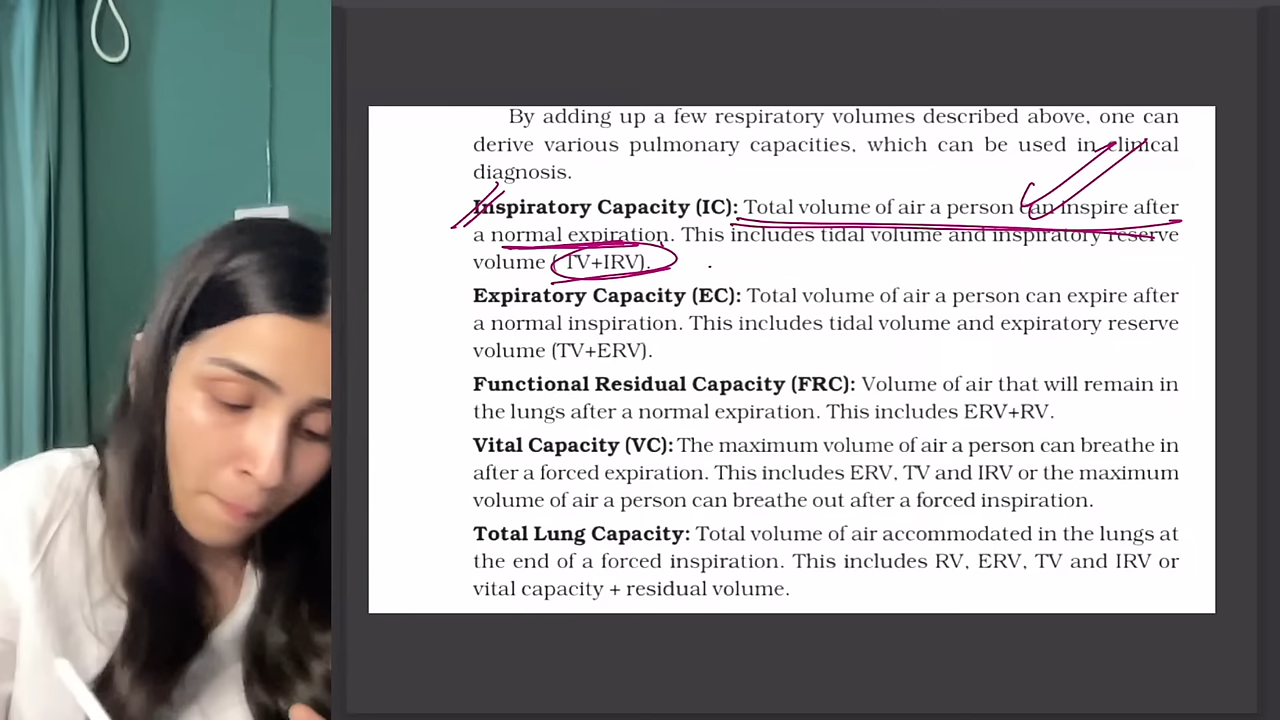 By adding up a few respiratory volumes described above, one can
derive various pulmonary capacities, which can be used in clinical
diagnosis.
Inspiratory Capacity (IC): Total volume of air a person can inspire after
a normal expiration. This includes tidal volume and inspiratory reserve
volume ( TV+IRV).
Expiratory Capacity (EC): Total volume of air a person can expire after
a normal inspiration. This includes tidal volume and expiratory reserve
volume (TV+ERV).
Functional Residual Capacity (FRC): Volume of air that will remain in
the lungs after a normal expiration. This includes ERV+RV.
Vital Capacity (VC): The maximum volume of air a person can breathe in
after a forced expiration. This includes ERV, TV and IRV or the maximum
volume of air a person can breathe out after a forced inspiration.
Total Lung Capacity: Total volume of air accommodated in the lungs at
the end of a forced inspiration. This includes RV, ERV, TV and IRV or
vital capacity + residual volume.